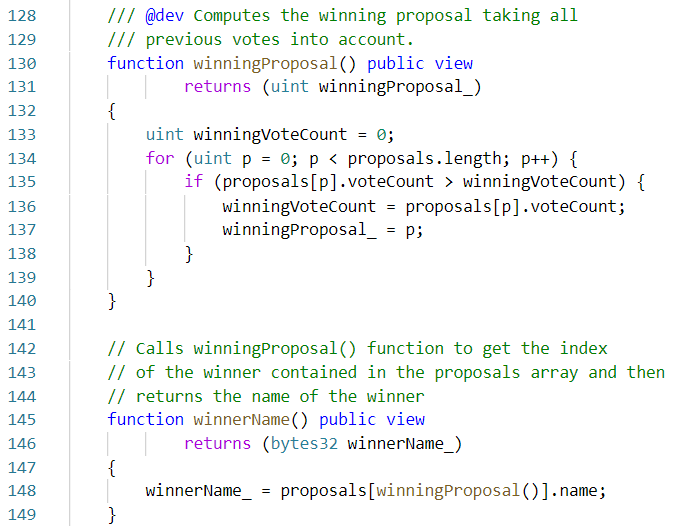 128 /// @dev Computes the winning proposal taking all
129 /// previous votes into account.
130 function winningProposal() public view
131 returns (uint winningProposal_)
132 {
133 uint winningVoteCount = 0;
134 for (uint p = 0; p < proposals.length; p++) {
135 if (proposals[p].voteCount > winningVoteCount) {
136 winningVoteCount = proposals[p].voteCount;
137 winningProposal_ = p;
138 }
139 }
140 }
141
142 // Calls winningProposal() function to get the index
143 // of the winner contained in the proposals array and then
144 // returns the name of the winner
145 function winnerName() public view
146 returns (bytes32 winnerName_)
147 {
148 winnerName_ = proposals[winningProposal()].name;
149 }